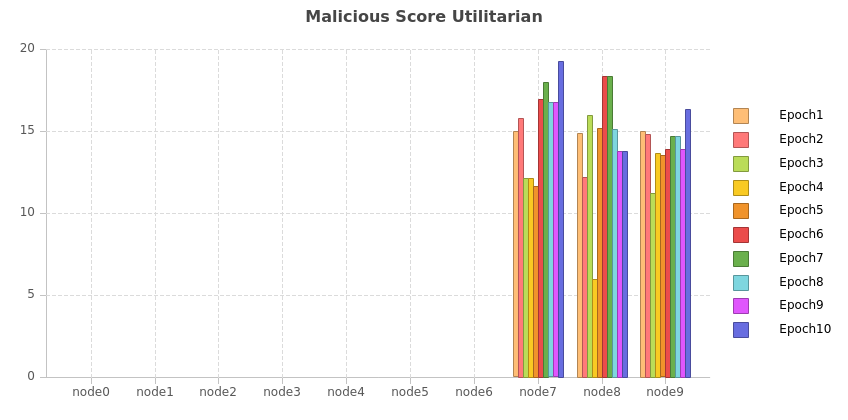 Malicious Score Utilitarian
20
15
10
5
0
node0 node1 node2 node3 node4 node5 node6 node7 node8 node9
Epoch1
Epoch2
Epoch3
Epoch4
Epoch5
Epoch6
Epoch7
Epoch8
Epoch9
Epoch10